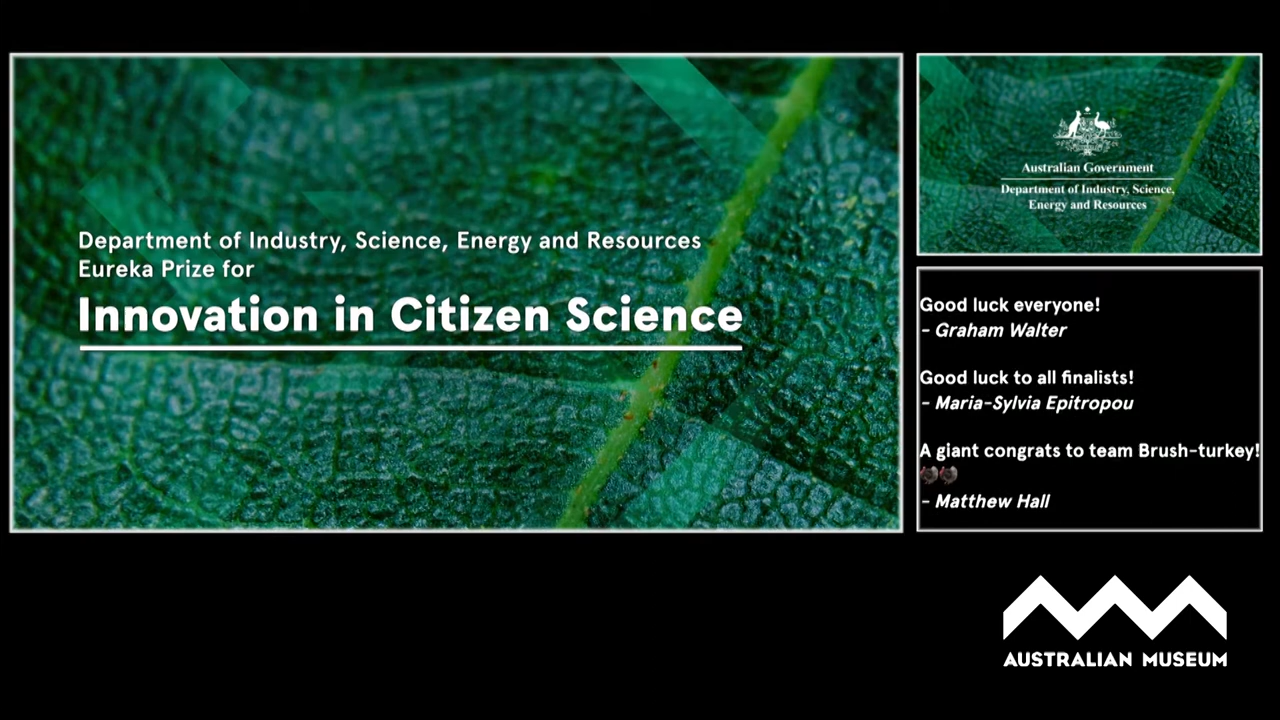 Department of Industry, Science, Energy and Resources
Eureka Prize for
Innovation in Citizen Science
Australian Government
Department of Industry, Science,
Energy and Resources
Good luck everyone!
- Graham Walter
Good luck to all finalists!
- Maria-Sylvia Epitropou
A giant congrats to team Brush-turkey!
🦃🦃
- Matthew Hall
AUSTRALIAN MUSEUM